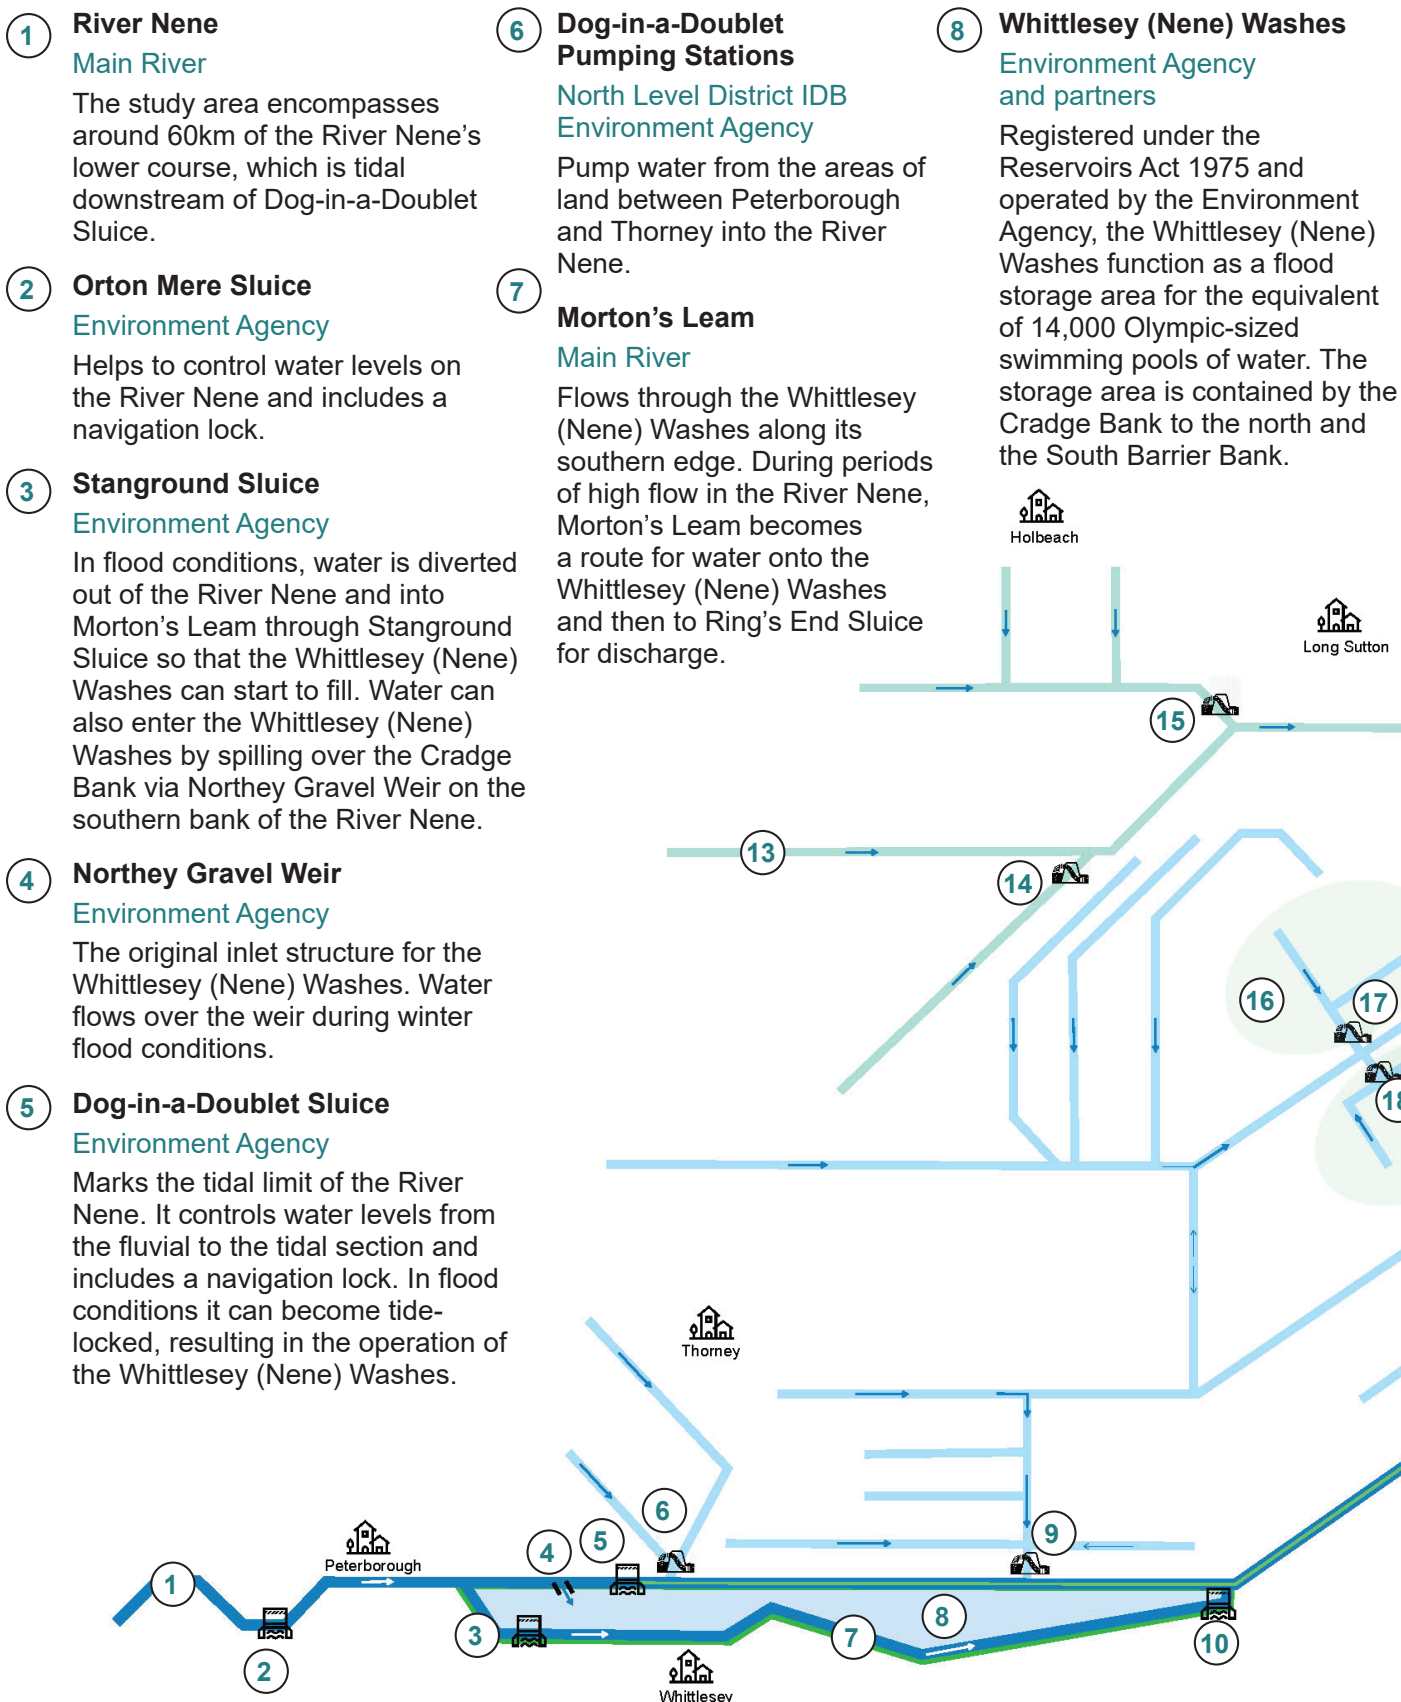 1
River Nene
Main River
The study area encompasses
around 60km of the River Nene's
lower course, which is tidal
downstream of Dog-in-a-Doublet
Sluice.
2
Orton Mere Sluice
Environment Agency
Helps to control water levels on
the River Nene and includes a
navigation lock.
3
Stanground Sluice
Environment Agency
In flood conditions, water is diverted
out of the River Nene and into
Morton's Leam through Stanground
Sluice so that the Whittlesey (Nene)
Washes can start to fill. Water can
also enter the Whittlesey (Nene)
Washes by spilling over the Cradge
Bank via Northey Gravel Weir on the
southern bank of the River Nene.
4
Northey Gravel Weir
Environment Agency
The original inlet structure for the
Whittlesey (Nene) Washes. Water
flows over the weir during winter
flood conditions.
5
Dog-in-a-Doublet Sluice
Environment Agency
Marks the tidal limit of the River
Nene. It controls water levels from
the fluvial to the tidal section and
includes a navigation lock. In flood
conditions it can become tide-
locked, resulting in the operation of
the Whittlesey (Nene) Washes.
6
Dog-in-a-Doublet
Pumping Stations
North Level District IDB
Environment Agency
Pump water from the areas of
land between Peterborough
and Thorney into the River
Nene.
7
Morton's Leam
Main River
Flows through the Whittlesey
(Nene) Washes along its
southern edge. During periods
of high flow in the River Nene,
Morton's Leam becomes
a route for water onto the
Whittlesey (Nene) Washes
and then to Ring's End Sluice
for discharge.
8
Whittlesey (Nene) Washes
Environment Agency
and partners
Registered under the
Reservoirs Act 1975 and
operated by the Environment
Agency, the Whittlesey (Nene)
Washes function as a flood
storage area for the equivalent
of 14,000 Olympic-sized
swimming pools of water. The
storage area is contained by the
Cradge Bank to the north and
the South Barrier Bank.
Holbeach
Long Sutton
15
13
14
16
17
18
Thorney
6
5
4
9
Peterborough
1
3
7
8
10
2
Whittlesey